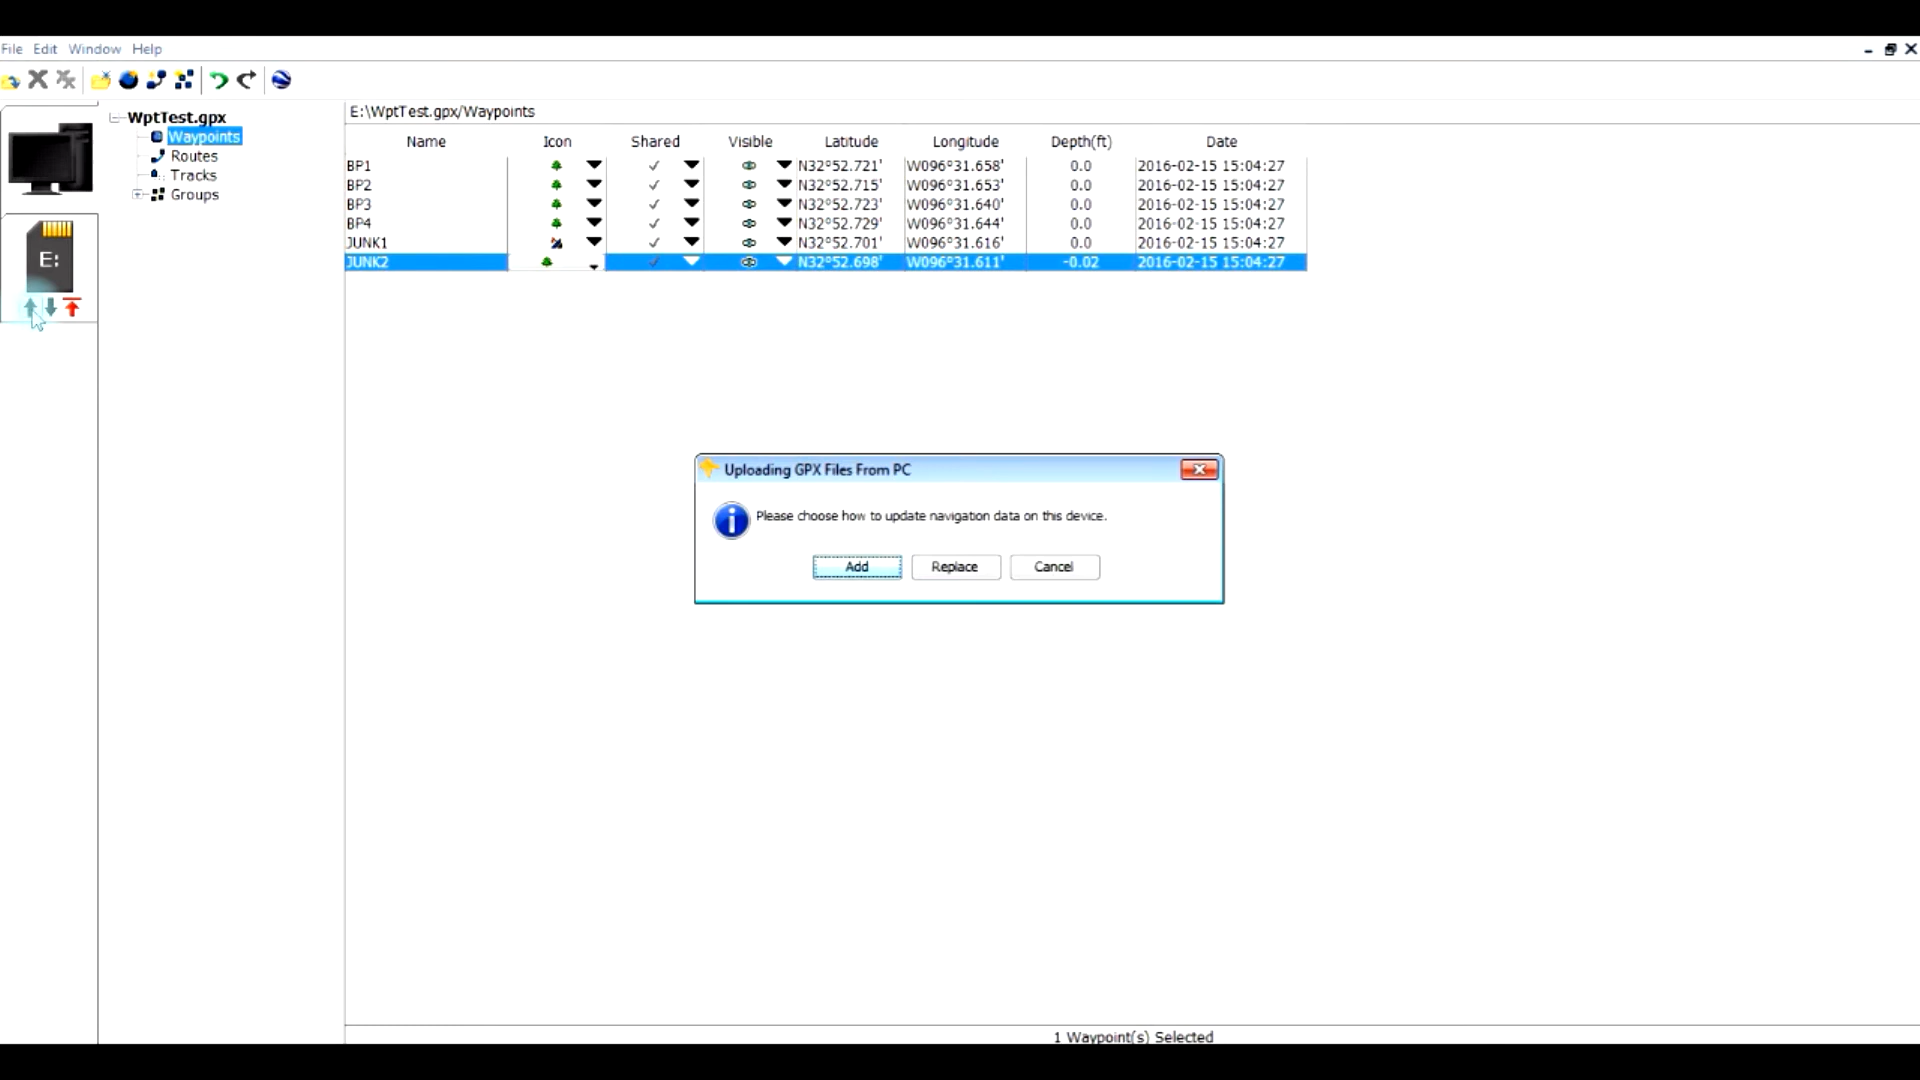 File Edit Window Help
E:\WptTest.gpx/Waypoints
WptTest.gpx
Waypoints
Routes
Tracks
Groups
E:
Name Icon Shared Visible Latitude Longitude Depth(ft) Date
BP1 N32°52.721' W096°31.658' 0.0 2016-02-15 15:04:27
BP2 N32°52.715' W096°31.653' 0.0 2016-02-15 15:04:27
BP3 N32°52.723' W096°31.640' 0.0 2016-02-15 15:04:27
BP4 N32°52.729' W096°31.644' 0.0 2016-02-15 15:04:27
JUNK1 N32°52.701' W096°31.616' 0.0 2016-02-15 15:04:27
JUNK2 N32°52.698' W096°31.611' -0.02 2016-02-15 15:04:27
Uploading GPX Files From PC
Please choose how to update navigation data on this device.
Add Replace Cancel
1 Waypoint(s) Selected